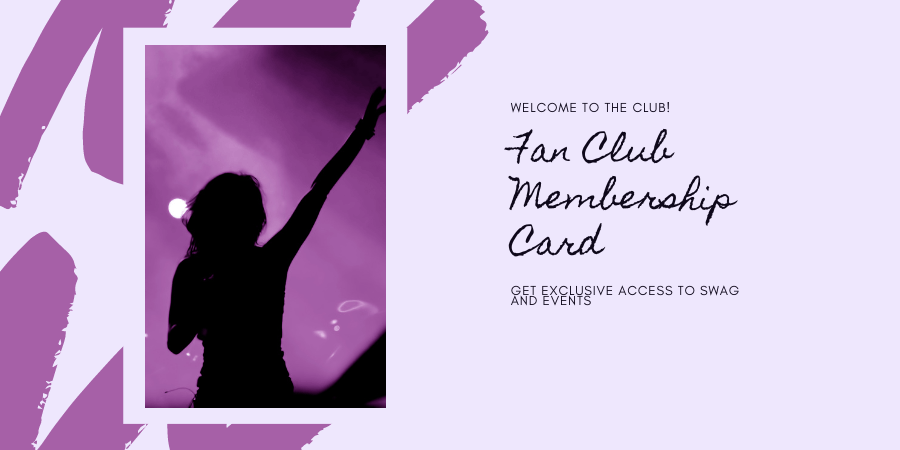 WELCOME TO THE CLUB!
Fan Club
Membership
Card
GET EXCLUSIVE ACCESS TO SWAG
AND EVENTS